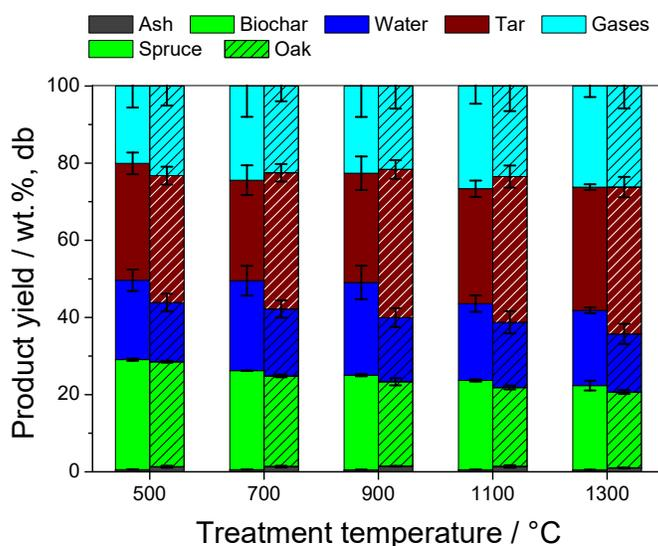 Ash Biochar Water Tar Gases
Spruce Oak
100
80
60
40
20
0
Product yield / wt.%, db
500 700 900 1100 1300
Treatment temperature / °C